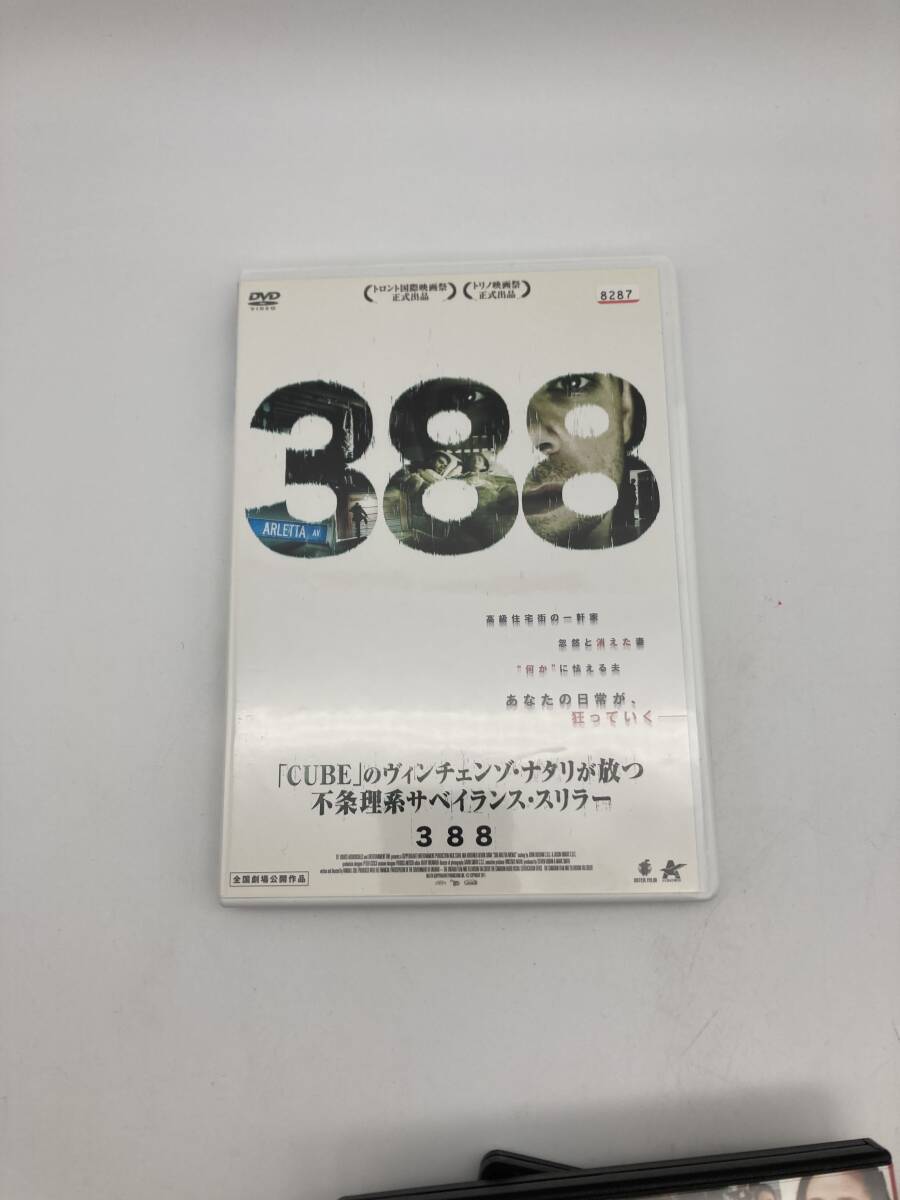 DVD
VIDEO
トロント国際映画祭
正式出品
トリノ映画祭
正式出品
8287
388
ARLETTA AV
高級住宅街の一軒家
忽然と消えた妻
"何か"に怯える夫
あなたの日常が、
狂っていく──
「CUBE」のヴィンチェンゾ・ナタリが放つ
不条理系サベイランス・スリラー
388
全国劇場公開作品